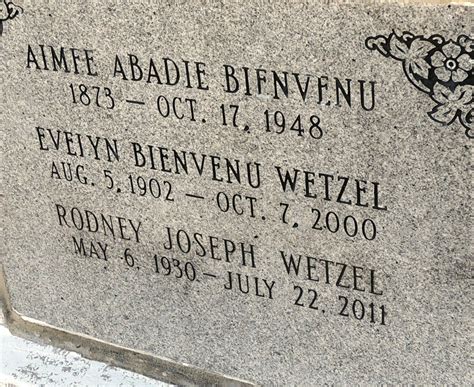 AIMEE ABADIE BIENVENU
1873 — OCT. 17, 1948
EVELYN BIENVENU WETZEL
AUG. 5, 1902 — OCT. 7, 2000
RODNEY JOSEPH WETZEL
MAY 6, 1930 — JULY 22, 2011